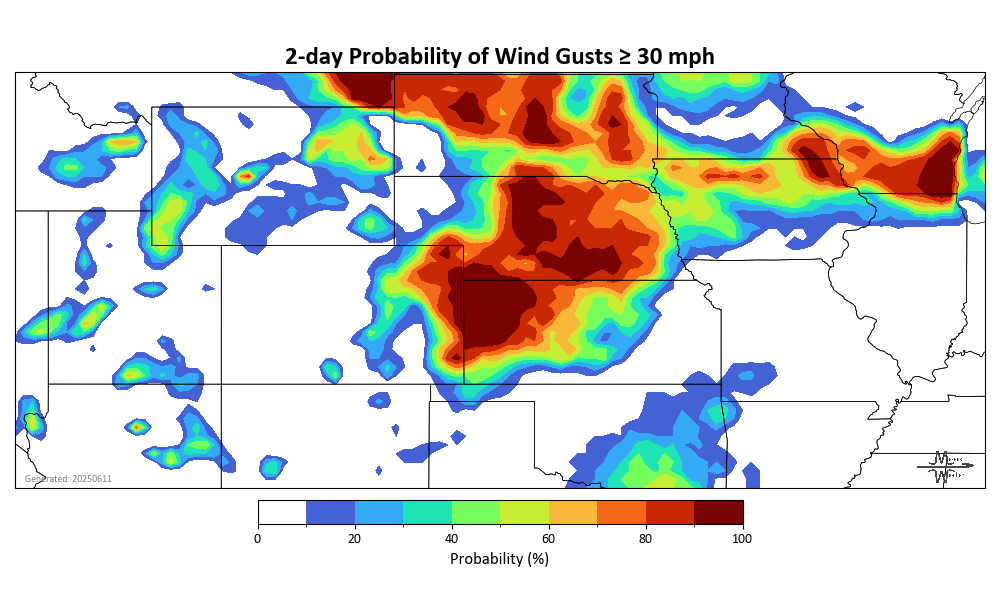 2-day Probability of Wind Gusts ≥ 30 mph
Generated: 20250611
0 20 40 60 80 100
Probability (%)